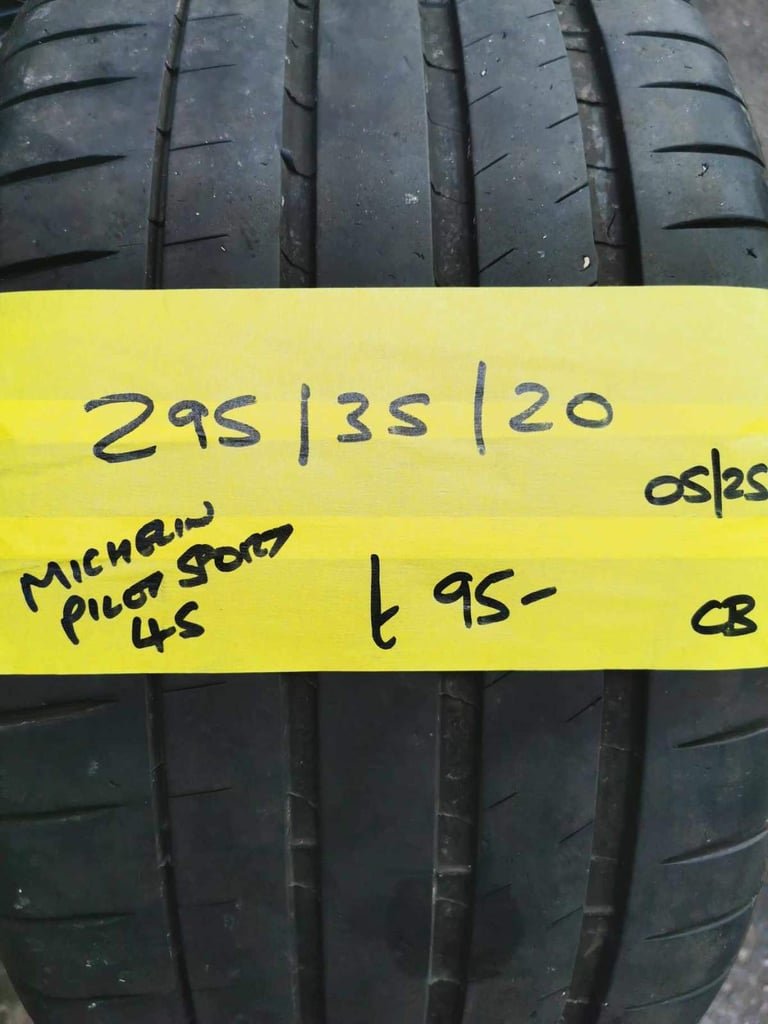 295/35/20
05/25
MICHELIN
PILOT SPORT
4S
£ 95-
CB